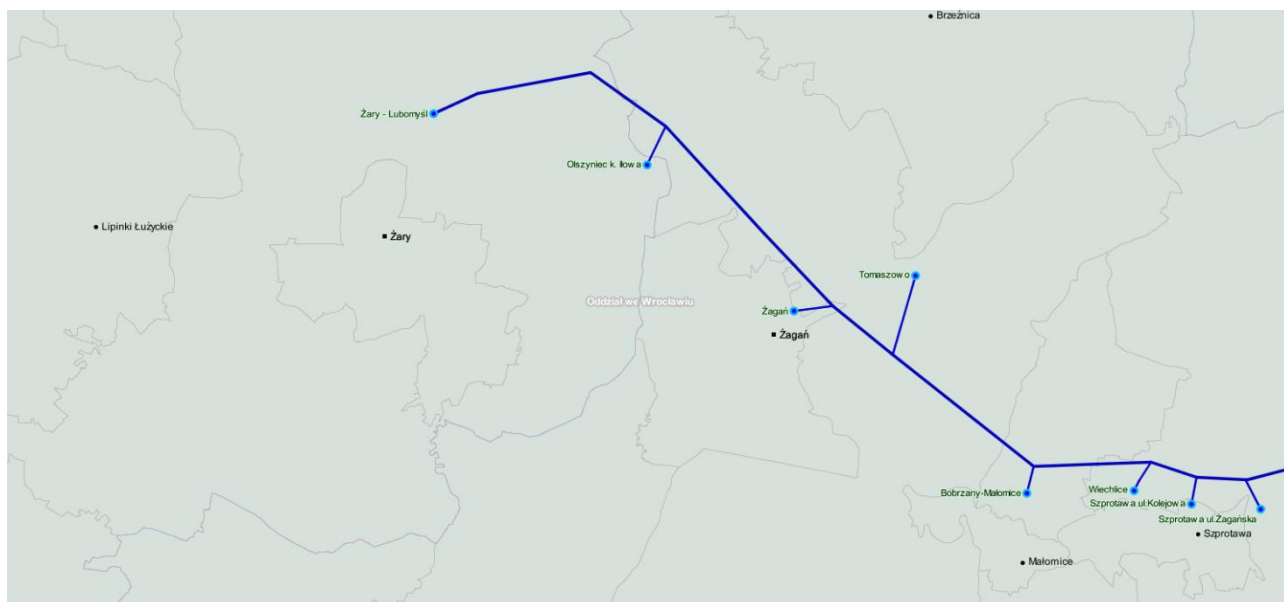 Brzeźnica
Żary - Lubomyśl
Olszyniec k. Iłowa
Lipinki Łużyckie
Żary
Tomaszowo
Oddział we Wrocławiu
Żagań
Żagań
Bobrzany-Małomice
Wiechlice
Szprotawa ul.Kolejowa
Szprotawa ul.Żagańska
Szprotawa
Małomice